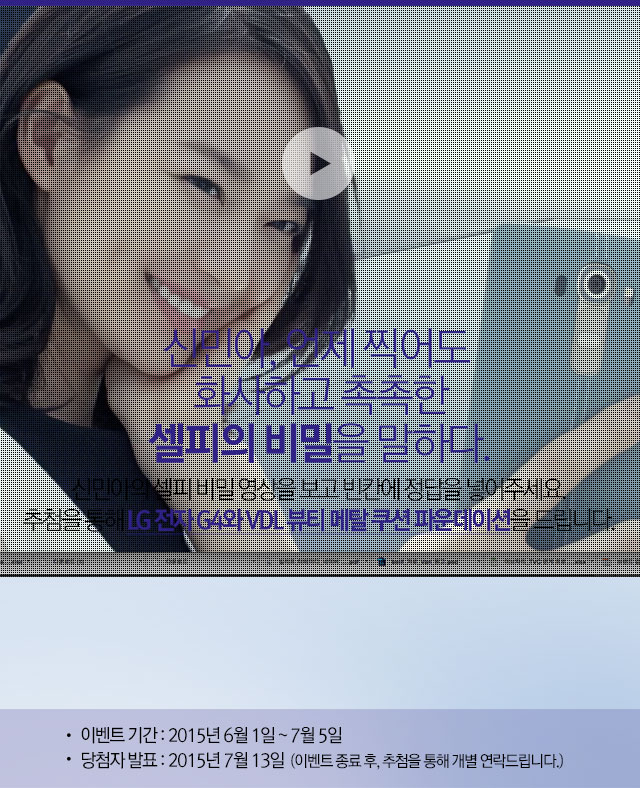 신민아, 언제 찍어도
화사하고 촉촉한
셀피의 비밀을 말하다.
신민아의 셀피 비밀 영상을 보고 빈칸에 정답을 넣어주세요.
추첨을 통해 LG 전자 G4와 VDL 뷰티 메탈 쿠션 파운데이션을 드립니다.
• 이벤트 기간 : 2015년 6월 1일 ~ 7월 5일
• 당첨자 발표 : 2015년 7월 13일 (이벤트 종료 후, 추첨을 통해 개별 연락드립니다.)